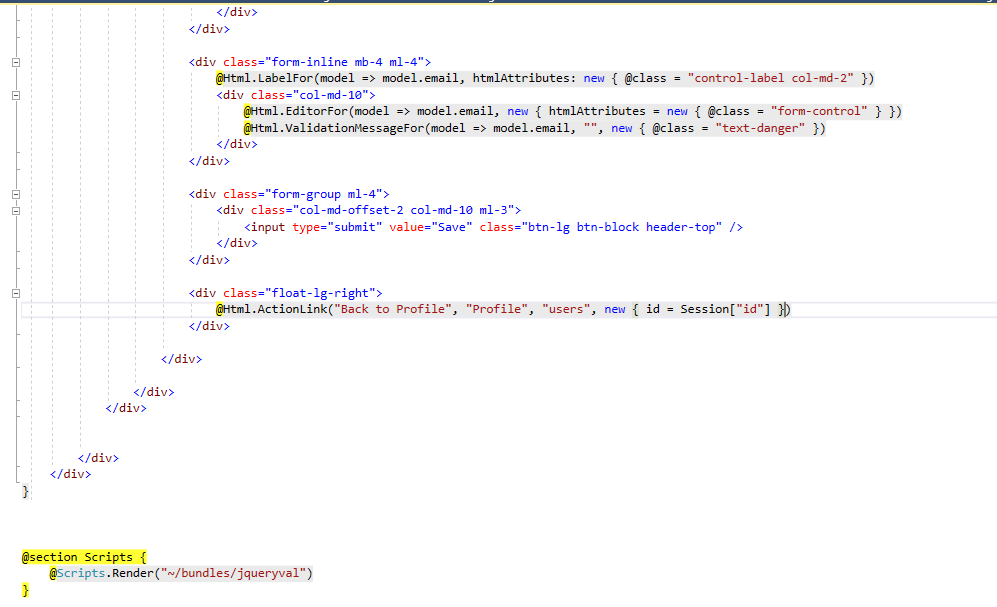 </div>
</div>
<div class="form-inline mb-4 ml-4">
@Html.LabelFor(model => model.email, htmlAttributes: new { @class = "control-label col-md-2" })
<div class="col-md-10">
@Html.EditorFor(model => model.email, new { htmlAttributes = new { @class = "form-control" } })
@Html.ValidationMessageFor(model => model.email, "", new { @class = "text-danger" })
</div>
</div>
<div class="form-group ml-4">
<div class="col-md-offset-2 col-md-10 ml-3">
<input type="submit" value="Save" class="btn-lg btn-block header-top" />
</div>
</div>
<div class="float-lg-right">
@Html.ActionLink("Back to Profile", "Profile", "users", new { id = Session["id"] })
</div>
</div>
</div>
</div>
</div>
</div>
}
@section Scripts {
@Scripts.Render("~/bundles/jqueryval")
}